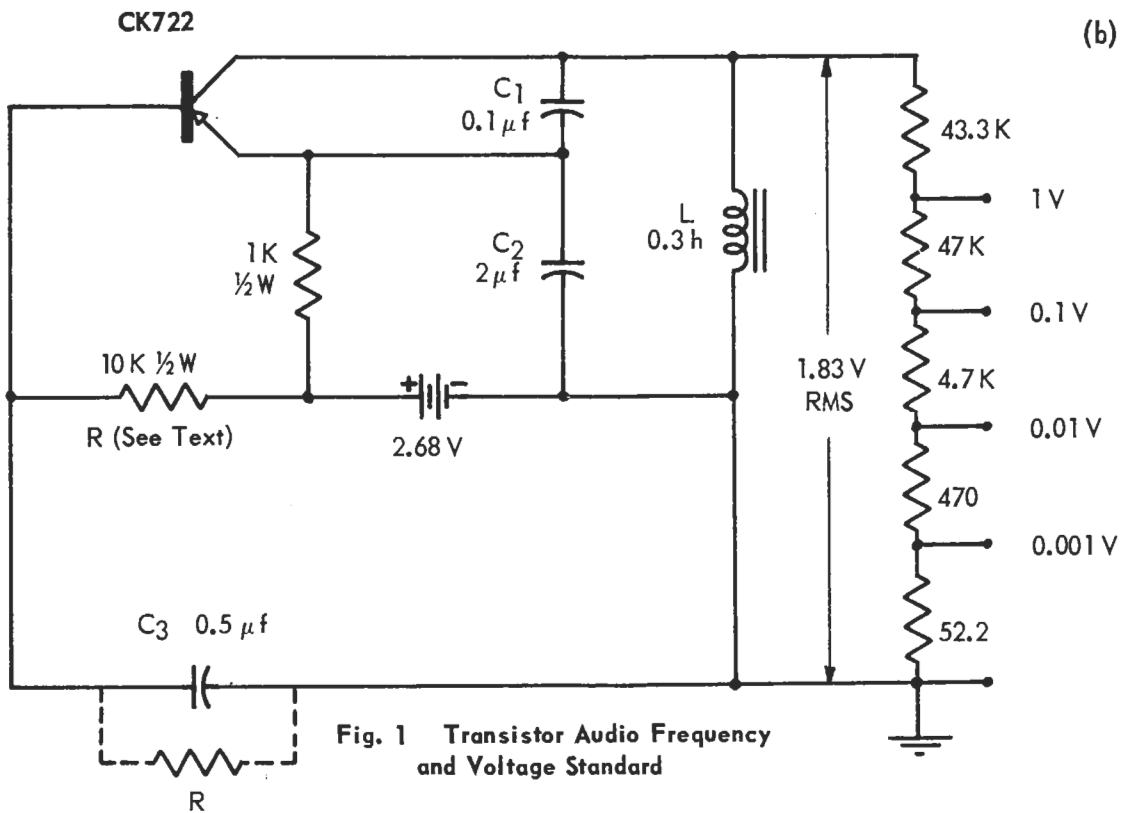 CK722
(b)
C1
0.1 μf
43.3 K
1 V
1 K
½ W
C2
2 μf
L
0.3 h
47 K
0.1 V
10 K ½ W
R (See Text)
+ -
2.68 V
1.83 V
RMS
4.7 K
0.01 V
470
0.001 V
C3 0.5 μf
52.2
R
Fig. 1 Transistor Audio Frequency
and Voltage Standard